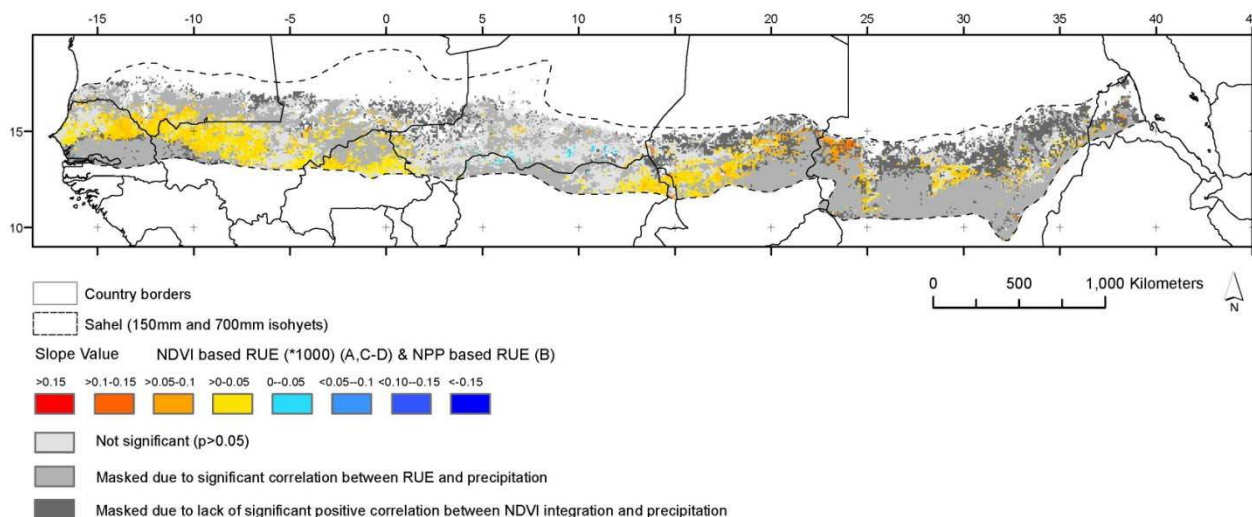 -15 -10 -5 0 5 10 15 20 25 30 35 40 4
15
10
Country borders
0 500 1,000 Kilometers
N
Sahel (150mm and 700mm isohyets)
Slope Value NDVI based RUE (*1000) (A,C-D) & NPP based RUE (B)
>0.15 >0.1-0.15 >0.05-0.1 >0-0.05 0--0.05 <0.05--0.1 <0.10--0.15 <-0.15
Not significant (p>0.05)
Masked due to significant correlation between RUE and precipitation
Masked due to lack of significant positive correlation between NDVI integration and precipitation